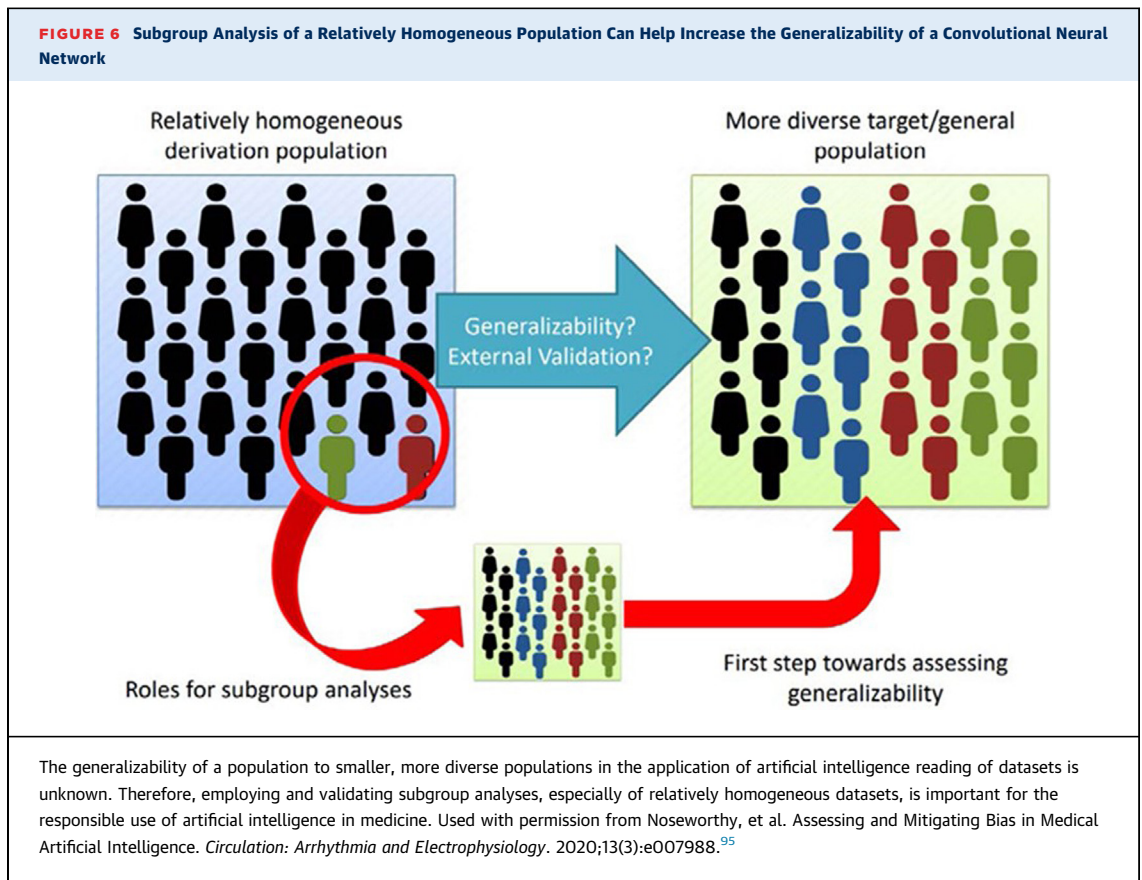 FIGURE 6 Subgroup Analysis of a Relatively Homogeneous Population Can Help Increase the Generalizability of a Convolutional Neural
Network
Relatively homogeneous
derivation population
More diverse target/general
population
Generalizability?
External Validation?
Roles for subgroup analyses
First step towards assessing
generalizability
The generalizability of a population to smaller, more diverse populations in the application of artificial intelligence reading of datasets is
unknown. Therefore, employing and validating subgroup analyses, especially of relatively homogeneous datasets, is important for the
responsible use of artificial intelligence in medicine. Used with permission from Noseworthy, et al. Assessing and Mitigating Bias in Medical
Artificial Intelligence. Circulation: Arrhythmia and Electrophysiology. 2020;13(3):e007988.95